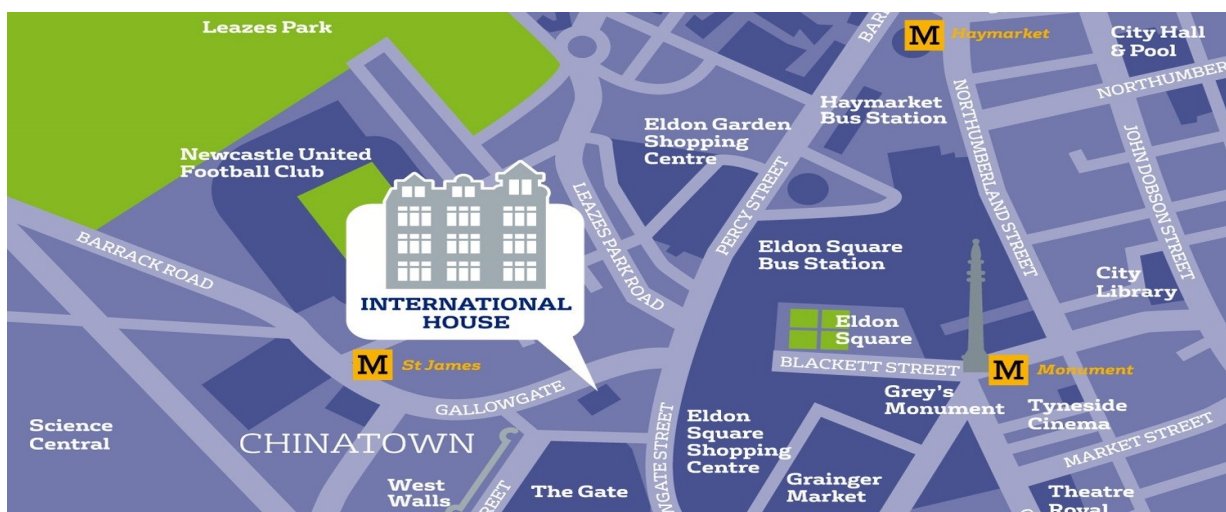 Leazes Park
M Haymarket
City Hall
& Pool
Haymarket
Bus Station
NORTHUMBERLAND STREET
JOHN DOBSON STREET
Eldon Garden
Shopping
Centre
Newcastle United
Football Club
LEAZES PARK ROAD
PERCY STREET
BARRACK ROAD
Eldon Square
Bus Station
City
Library
INTERNATIONAL
HOUSE
Eldon
Square
M St James
BLACKETT STREET
M Monument
GALLOWGATE
Grey's
Monument
Tyneside
Cinema
Science
Central
CHINATOWN
Eldon
Square
Shopping
Centre
MARKET STREET
West
Walls
The Gate
Grainger
Market
Theatre
Royal